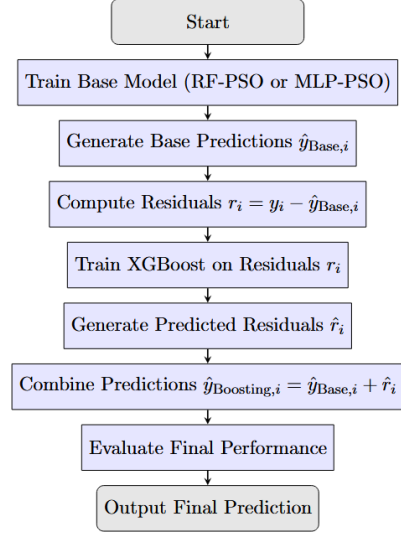 Start
Train Base Model (RF-PSO or MLP-PSO)
Generate Base Predictions ŷ_Base,i
Compute Residuals r_i = y_i − ŷ_Base,i
Train XGBoost on Residuals r_i
Generate Predicted Residuals r̂_i
Combine Predictions ŷ_Boosting,i = ŷ_Base,i + r̂_i
Evaluate Final Performance
Output Final Prediction